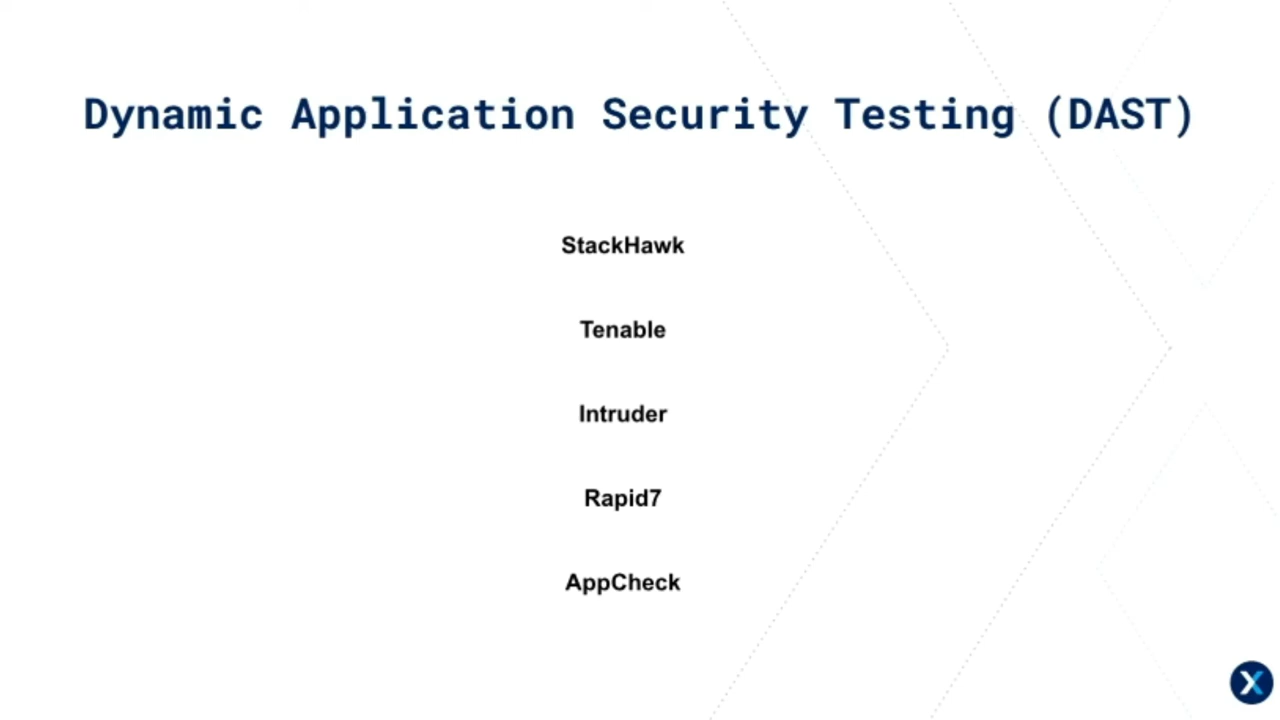 Dynamic Application Security Testing (DAST)
StackHawk
Tenable
Intruder
Rapid7
AppCheck